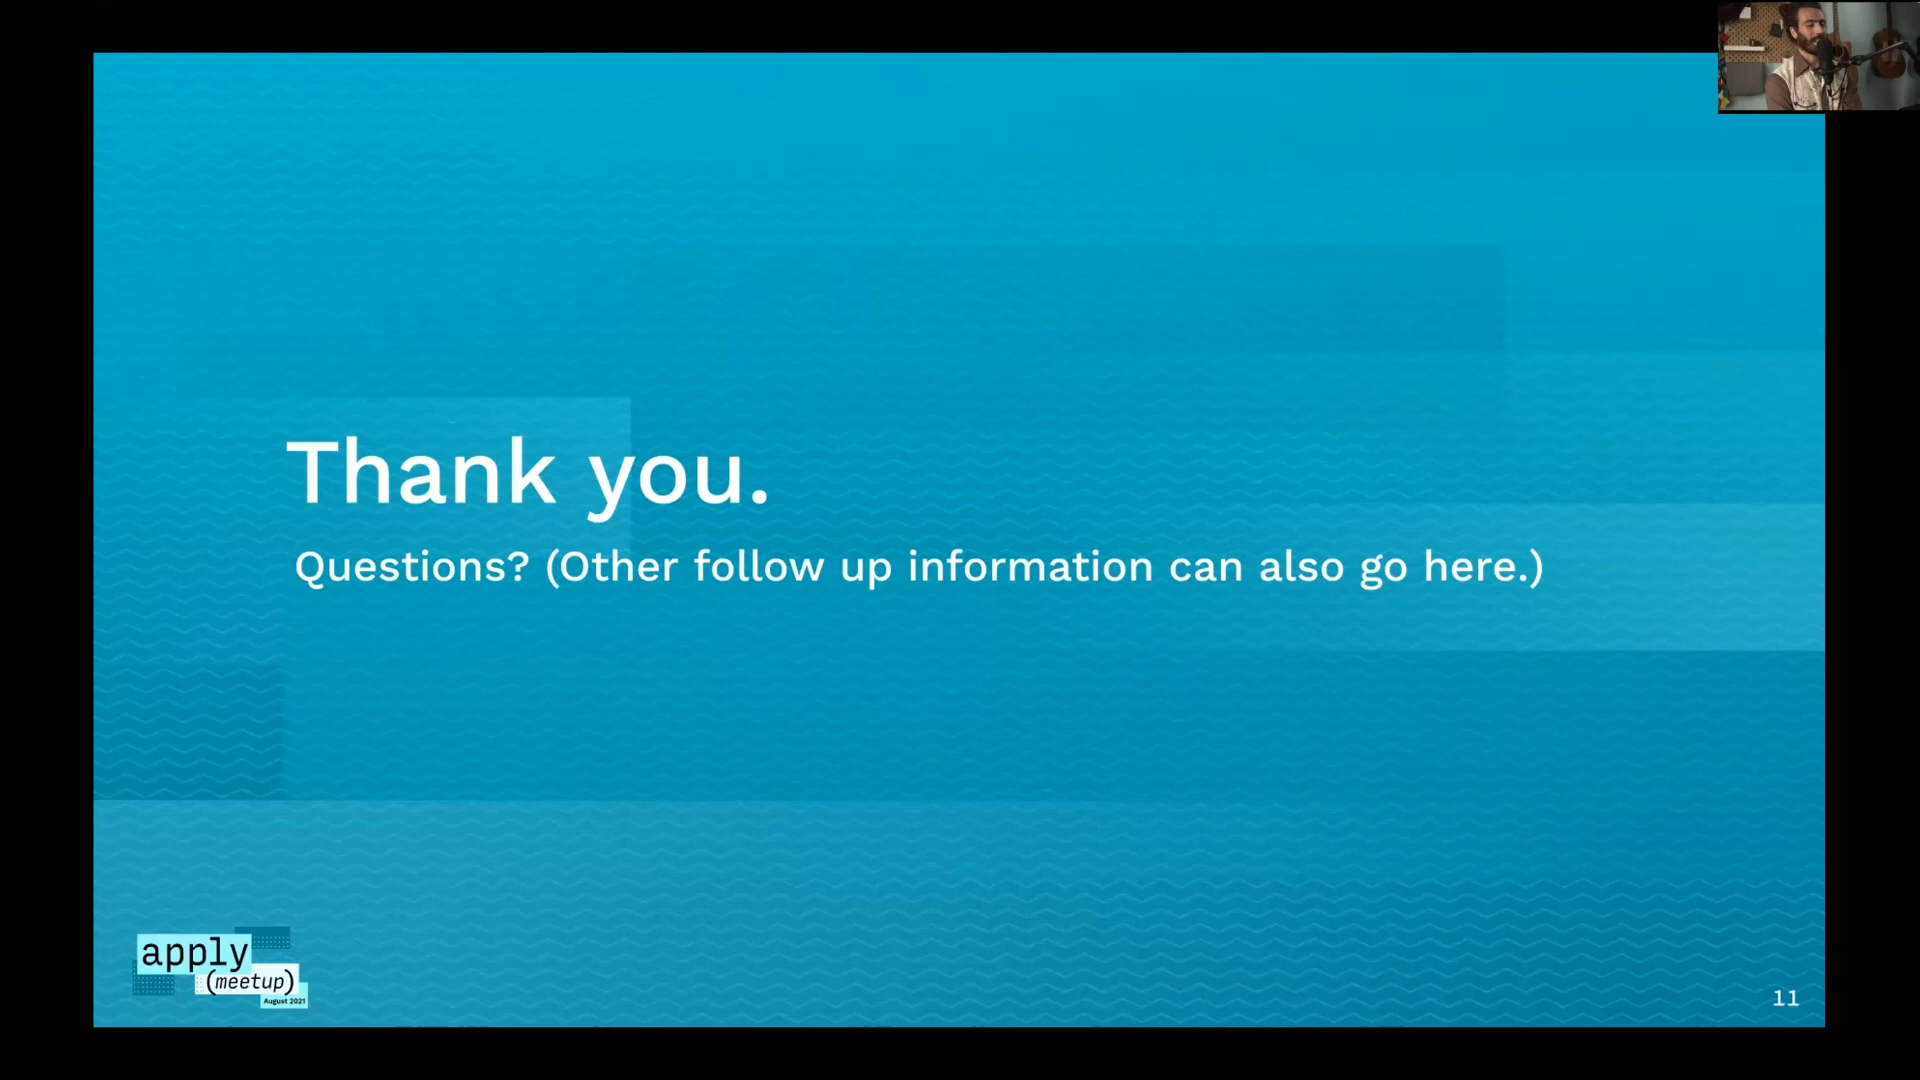 Thank you.
Questions? (Other follow up information can also go here.)
apply
(meetup)
August 2021
11